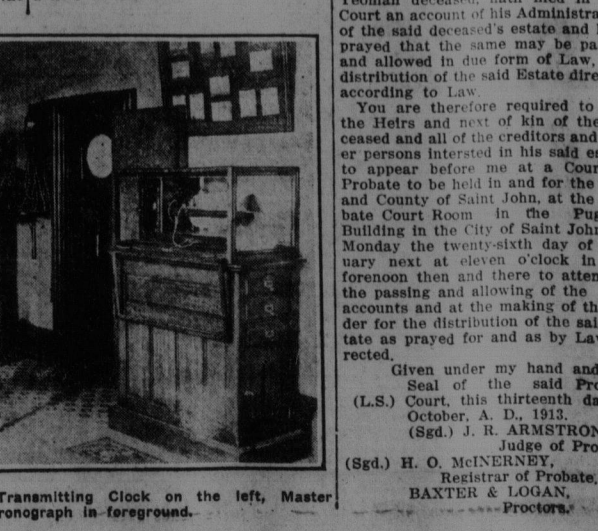 Transmitting Clock on the left, Master
ronograph in foreground.
Yeoman deceased, hath filed in
Court an account of his Administra
of the said deceased's estate and
prayed that the same may be pa
and allowed in due form of Law,
distribution of the said Estate dire
according to Law.
You are therefore required to
the Heirs and next of kin of the
ceased and all of the creditors and
er persons intersted in his said es
to appear before me at a Cour
Probate to be held in and for the
and County of Saint John, at the
bate Court Room in the Pug
Building in the City of Saint John
Monday the twenty-sixth day of
uary next at eleven o'clock in
forenoon then and there to atten
the passing and allowing of the
accounts and at the making of th
der for the distribution of the sai
tate as prayed for and as by Law
rected.
Given under my hand and
Seal of the said Pro
(L.S.) Court, this thirteenth da
October, A. D., 1913.
(Sgd.) J. R. ARMSTRON
Judge of Pro
(Sgd.) H. O. McINERNEY,
Registrar of Probate,
BAXTER & LOGAN,
Proctors.